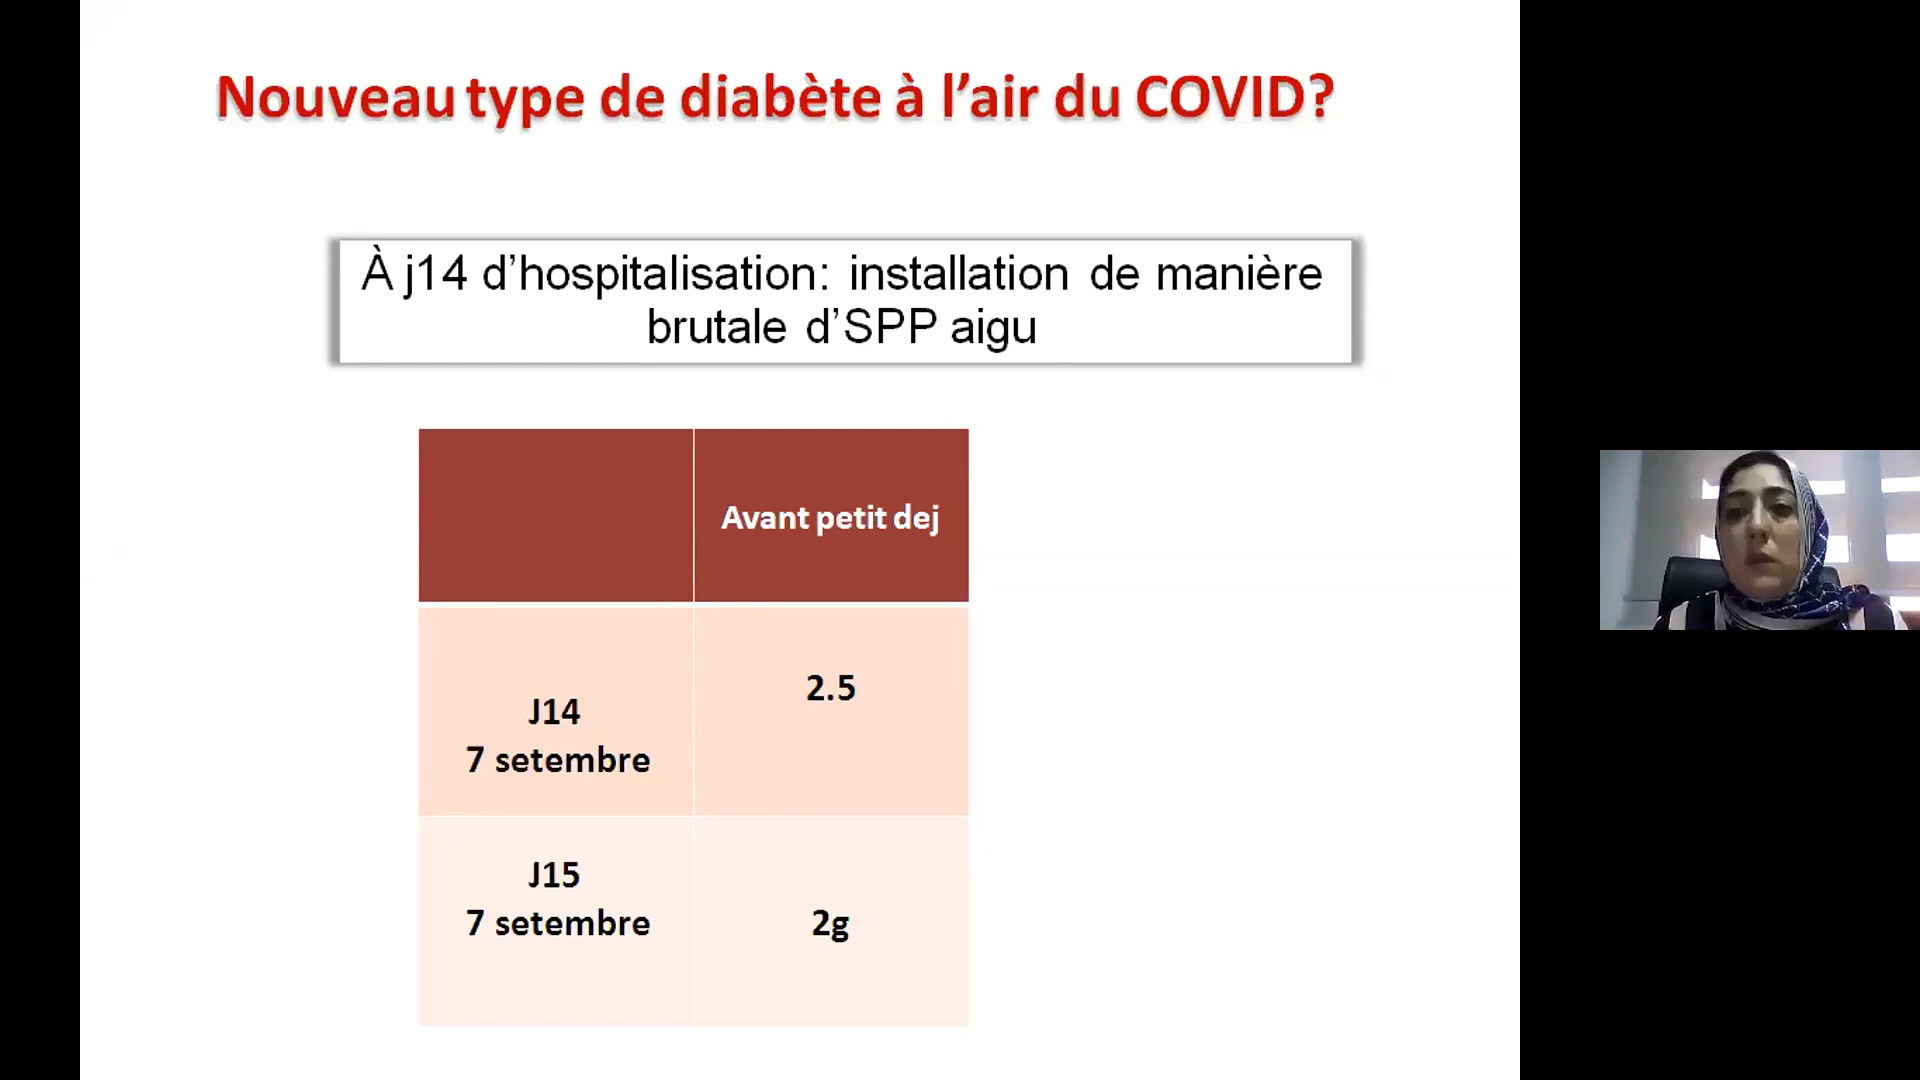 Nouveau type de diabète à l’air du COVID?
À j14 d’hospitalisation: installation de manière
brutale d’SPP aigu
Avant petit dej
2.5
J14
7 setembre
J15
7 setembre
2g